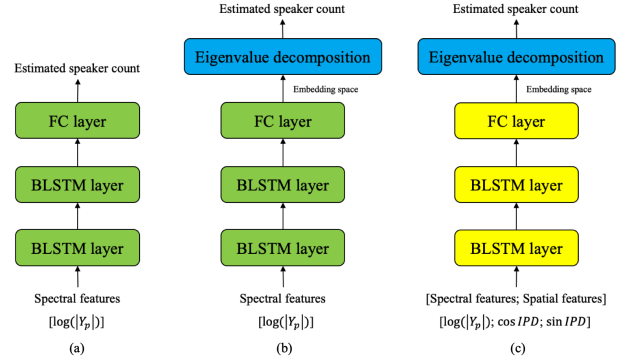 Estimated speaker count
FC layer
BLSTM layer
BLSTM layer
Spectral features
[log(|Yₚ|)]
(a)
Estimated speaker count
Eigenvalue decomposition
Embedding space
FC layer
BLSTM layer
BLSTM layer
Spectral features
[log(|Yₚ|)]
(b)
Estimated speaker count
Eigenvalue decomposition
Embedding space
FC layer
BLSTM layer
BLSTM layer
[Spectral features; Spatial features]
[log(|Yₚ|); cos IPD; sin IPD]
(c)